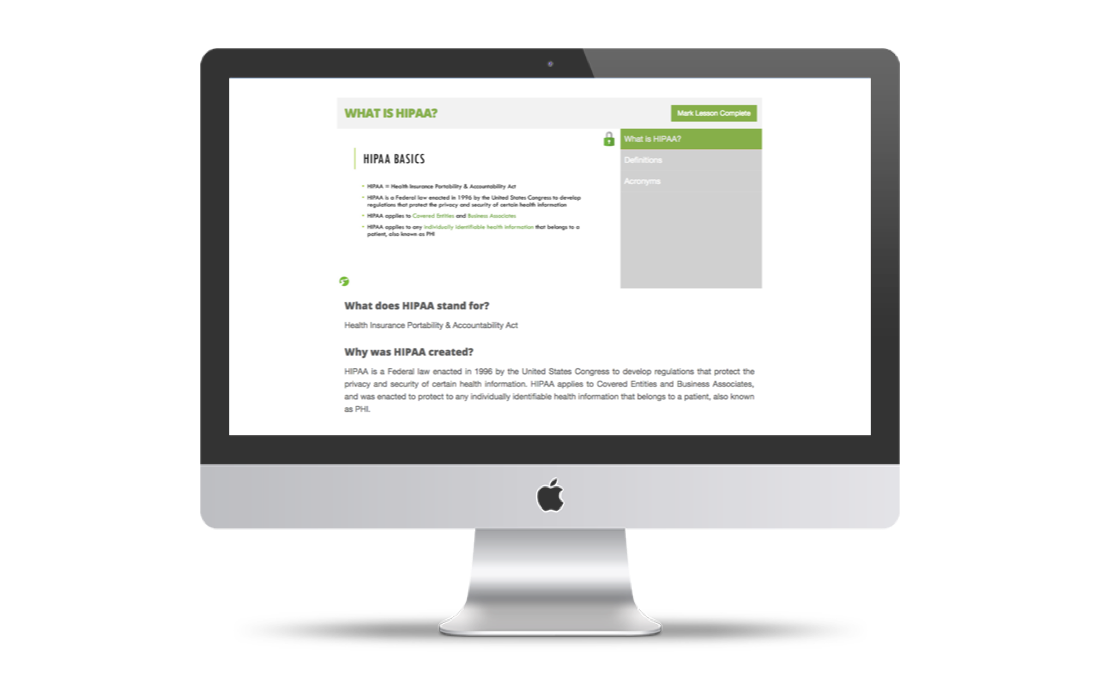 WHAT IS HIPAA?
Mark Lesson Complete
HIPAA BASICS
HIPAA = Health Insurance Portability & Accountability Act
HIPAA is a Federal law enacted in 1996 by the United States Congress to develop
regulations that protect the privacy and security of certain health information
HIPAA applies to Covered Entities and Business Associates
HIPAA applies to any individually identifiable health information that belongs to a
patient, also known as PHI
What is HIPAA?
Definitions
Acronyms
What does HIPAA stand for?
Health Insurance Portability & Accountability Act
Why was HIPAA created?
HIPAA is a Federal law enacted in 1996 by the United States Congress to develop regulations that protect the
privacy and security of certain health information. HIPAA applies to Covered Entities and Business Associates,
and was enacted to protect to any individually identifiable health information that belongs to a patient, also known
as PHI.